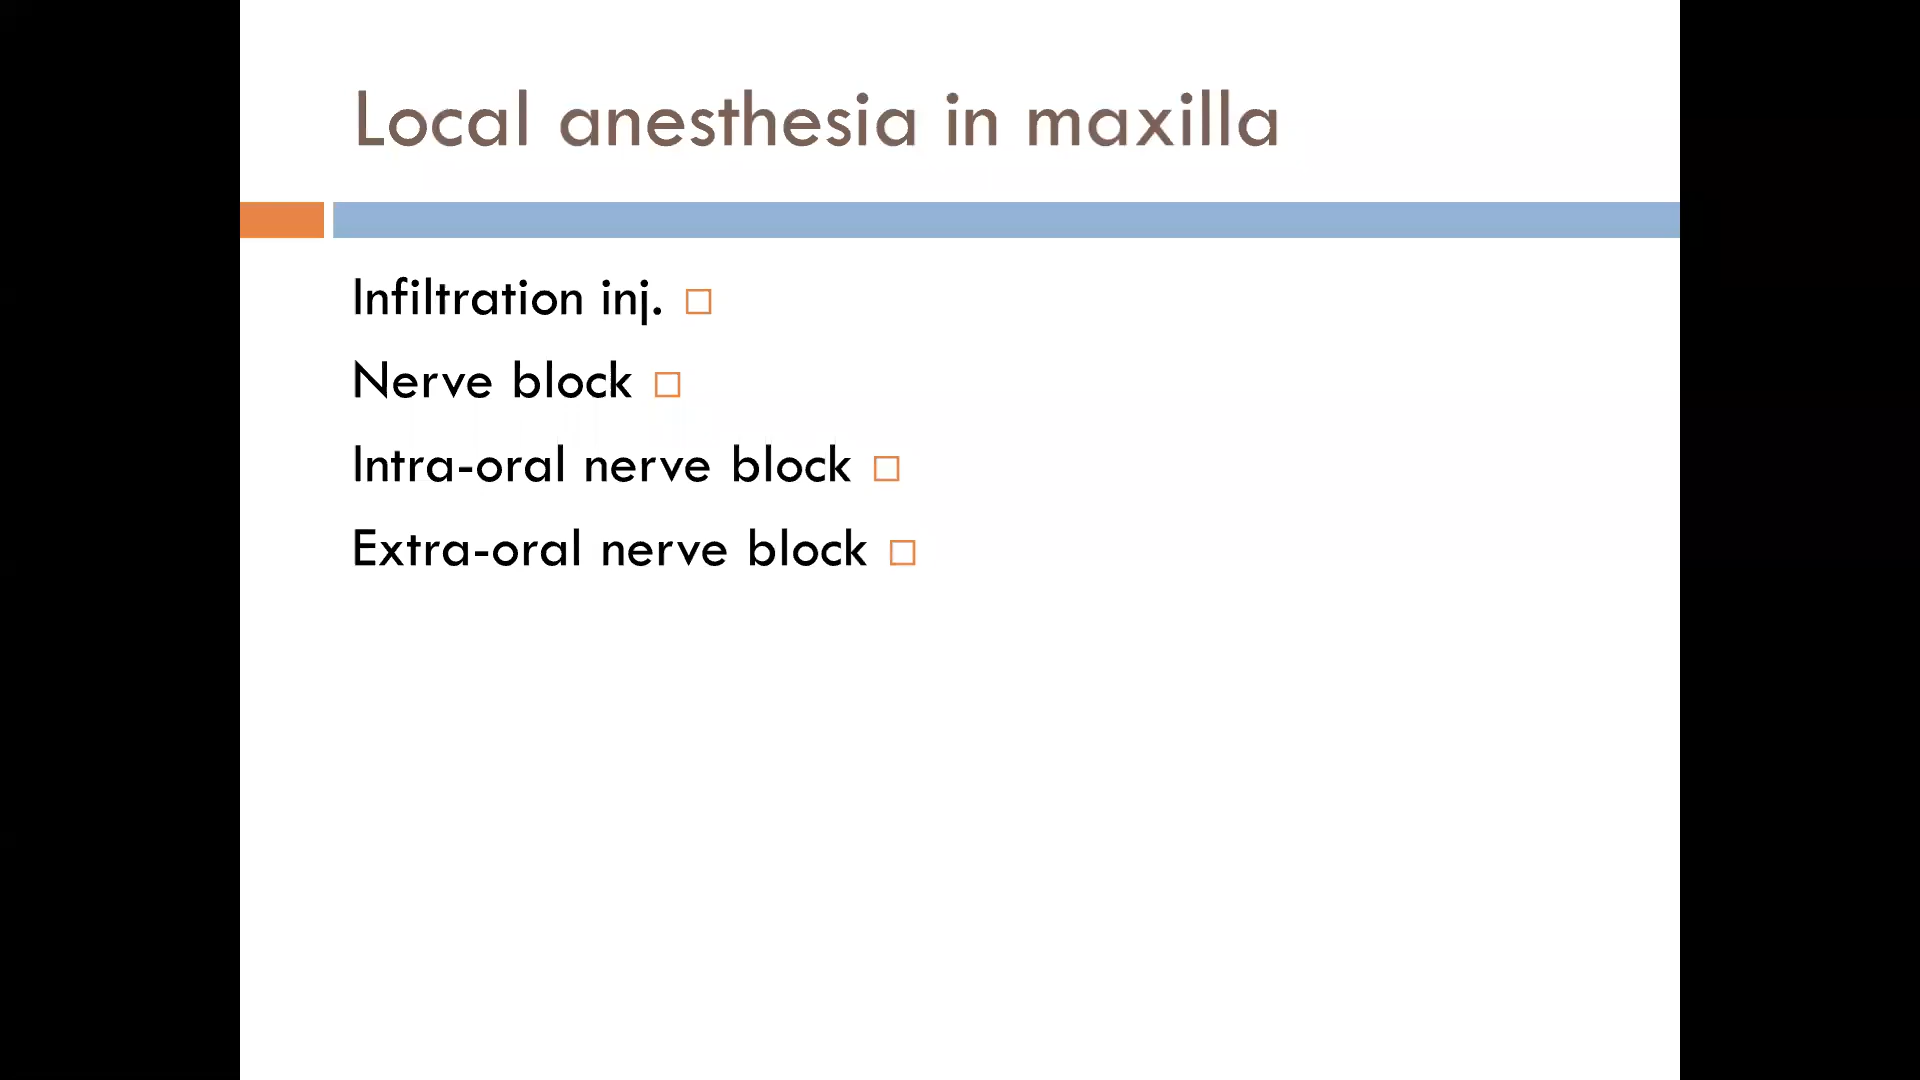 Local anesthesia in maxilla
Infiltration inj.
Nerve block
Intra-oral nerve block
Extra-oral nerve block